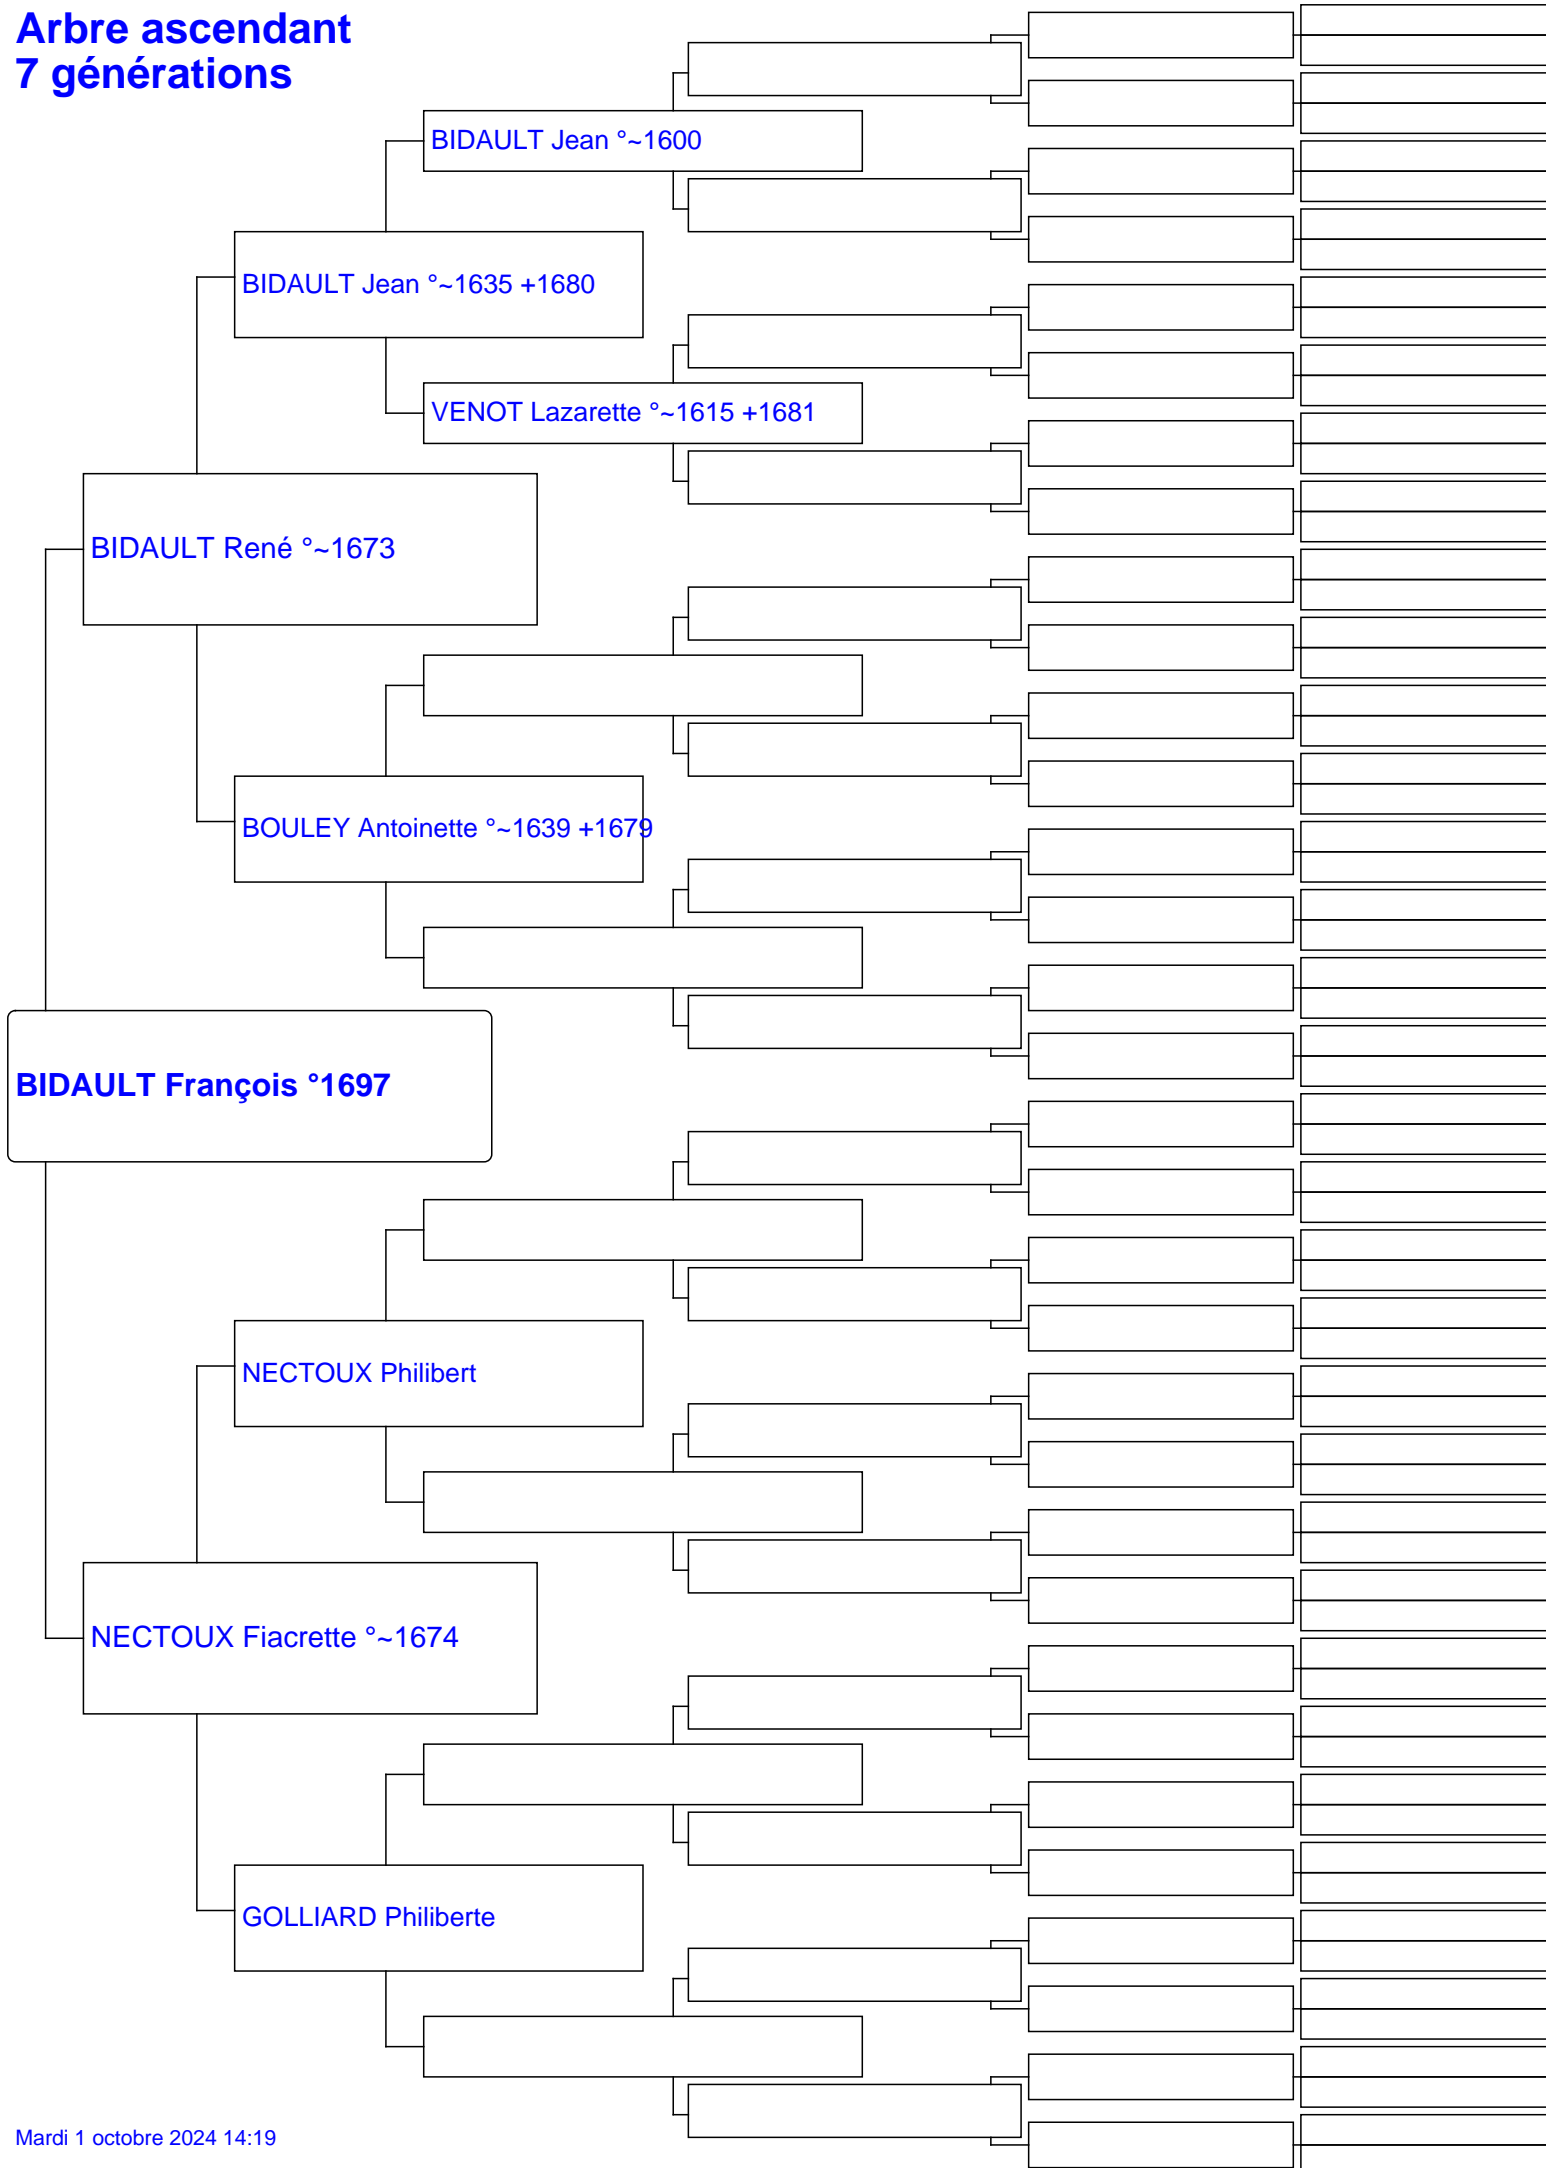 Arbre ascendant
7 générations
BIDAULT Jean °~1600
BIDAULT Jean °~1635 +1680
VENOT Lazarette °~1615 +1681
BIDAULT René °~1673
BOULEY Antoinette °~1639 +1679
BIDAULT François °1697
NECTOUX Philibert
NECTOUX Fiacrette °~1674
GOLLIARD Philiberte
Mardi 1 octobre 2024 14:19